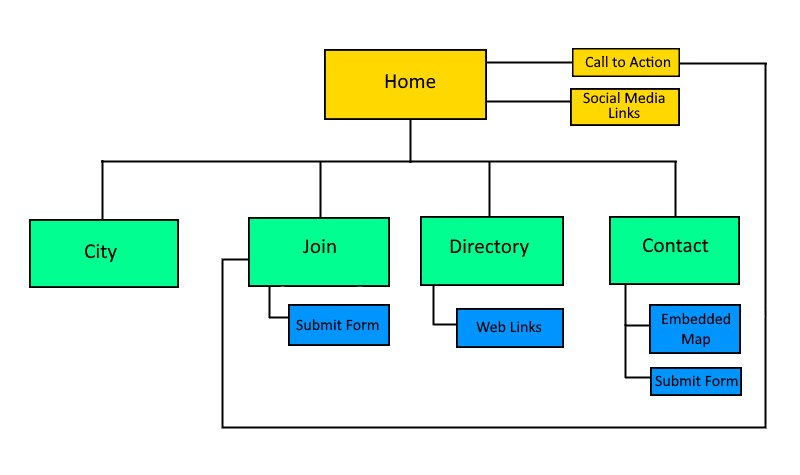 Home
Call to Action
Social Media
Links
City
Join
Directory
Contact
Submit Form
Web Links
Embedded
Map
Submit Form